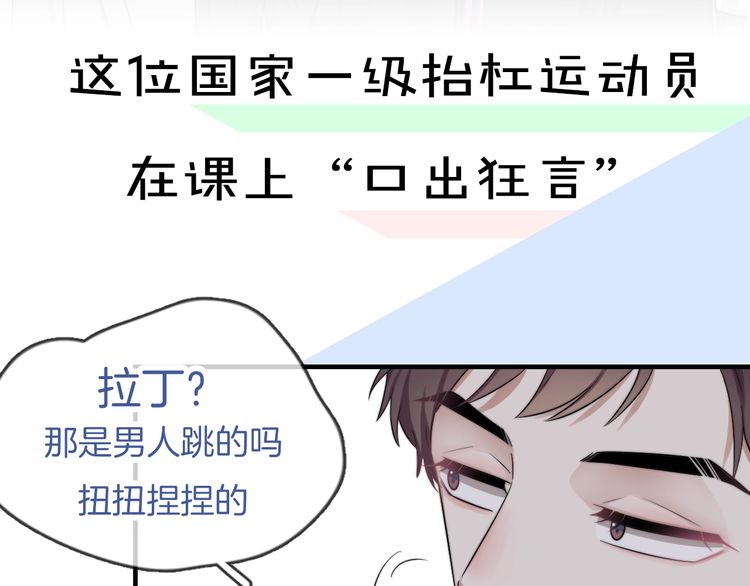 这位国家一级抬杠运动员
在课上“口出狂言”
拉丁？
那是男人跳的吗
扭扭捏捏的